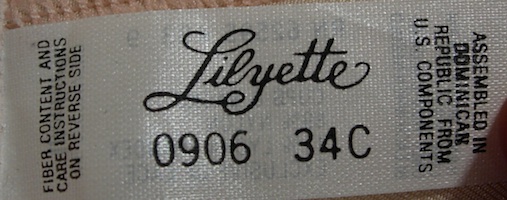 FIBER CONTENT AND
CARE INSTRUCTIONS
ON REVERSE SIDE
Lilyette
0906 34C
ASSEMBLED IN
DOMINICAN
REPUBLIC FROM
U.S. COMPONENTS